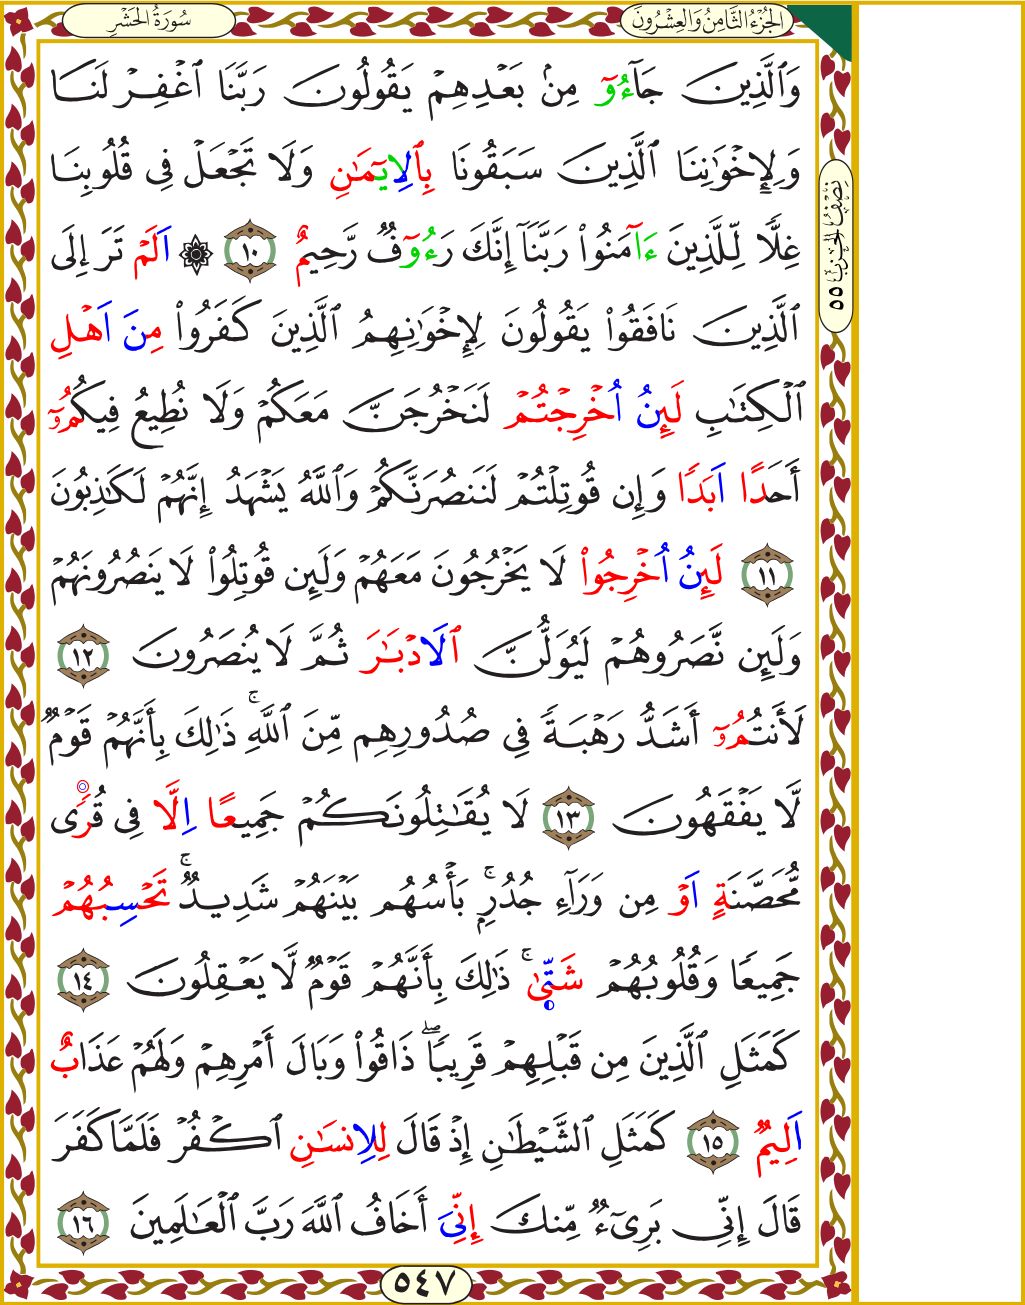 الجُزْءُ الثَّامِنُ وَالعِشْرُونَ
سُورَةُ الحَشْرِ
وَٱلَّذِينَ جَآءُوٓ مِنۢ بَعْدِهِمْ يَقُولُونَ رَبَّنَا ٱغْفِرْ لَنَا
وَلِإِخْوَٰنِنَا ٱلَّذِينَ سَبَقُونَا بِٱلِايمَٰنِ وَلَا تَجْعَلْ فِى قُلُوبِنَا
غِلًّا لِّلَّذِينَ ءَامَنُواْ رَبَّنَآ إِنَّكَ رَءُوٓفٌ رَّحِيمٌ ١٠ ۞ اَلَمْ تَرَ إِلَى
ٱلَّذِينَ نَافَقُواْ يَقُولُونَ لِإِخْوَٰنِهِمُ ٱلَّذِينَ كَفَرُواْ مِنَ اَهْلِ
ٱلْكِتَٰبِ لَئِنُ اُخْرِجْتُمْ لَنَخْرُجَنَّ مَعَكُمْ وَلَا نُطِيعُ فِيكُمُۥٓ
أَحَدًا اَبَدًا وَإِن قُوتِلْتُمْ لَنَنصُرَنَّكُمْ وَٱللَّهُ يَشْهَدُ إِنَّهُمْ لَكَٰذِبُونَ
١١ لَئِنُ اُخْرِجُواْ لَا يَخْرُجُونَ مَعَهُمْ وَلَئِن قُوتِلُواْ لَا يَنصُرُونَهُمْ
وَلَئِن نَّصَرُوهُمْ لَيُوَلُّنَّ ٱلَادْبَٰرَ ثُمَّ لَا يُنصَرُونَ ١٢
لَأَنتُمُۥٓ أَشَدُّ رَهْبَةً فِى صُدُورِهِم مِّنَ ٱللَّهِۚ ذَٰلِكَ بِأَنَّهُمْ قَوْمٌ
لَّا يَفْقَهُونَ ١٣ لَا يُقَٰتِلُونَكُمْ جَمِيعًا اِلَّا فِى قُرًى
مُّحَصَّنَةٍ اَوْ مِن وَرَآءِ جُدُرٍۭۚ بَأْسُهُم بَيْنَهُمْ شَدِيدٌۚ تَحْسِبُهُمْ
جَمِيعًا وَقُلُوبُهُمْ شَتَّىٰۚ ذَٰلِكَ بِأَنَّهُمْ قَوْمٌ لَّا يَعْقِلُونَ ١٤
كَمَثَلِ ٱلَّذِينَ مِن قَبْلِهِمْ قَرِيبًاۖ ذَاقُواْ وَبَالَ أَمْرِهِمْ وَلَهُمْ عَذَابٌ
اَلِيمٌ ١٥ كَمَثَلِ ٱلشَّيْطَٰنِ إِذْ قَالَ لِلِانسَٰنِ ٱكْفُرْ فَلَمَّا كَفَرَ
قَالَ إِنِّى بَرِىٓءٌ مِّنكَ إِنِّىَ أَخَافُ ٱللَّهَ رَبَّ ٱلْعَٰلَمِينَ ١٦
نِصْفُ الحِزْبِ ٥٥
٥٤٧